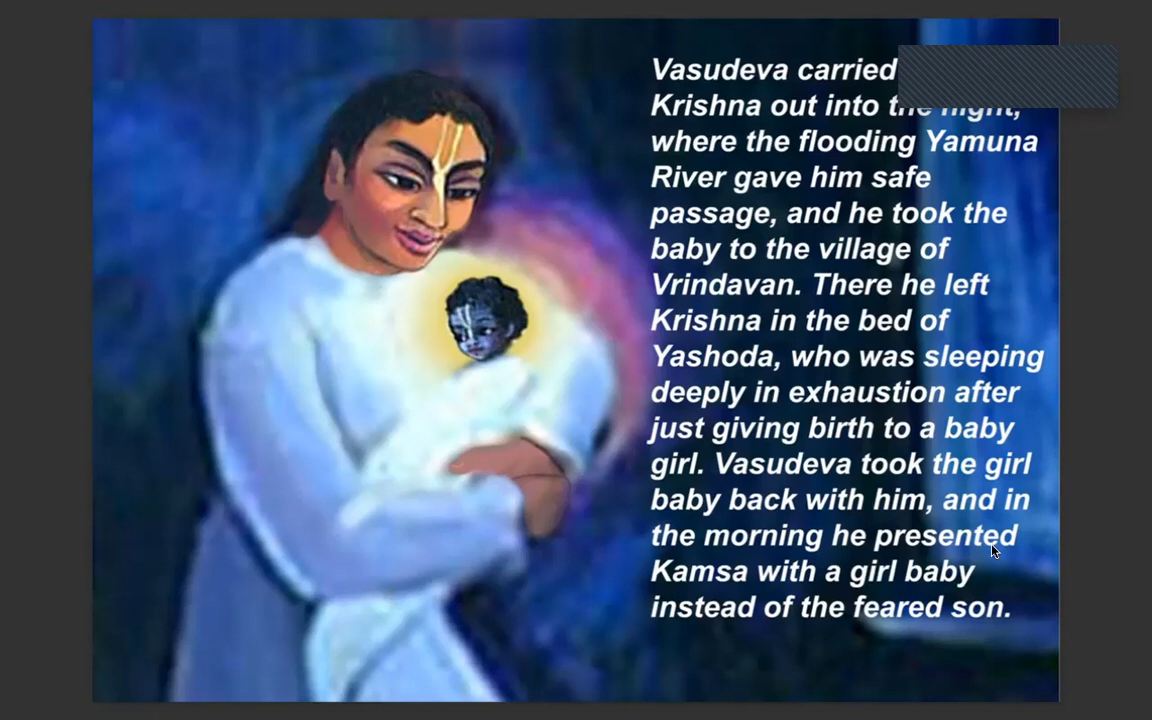 Vasudeva carried
Krishna out into the night,
where the flooding Yamuna
River gave him safe
passage, and he took the
baby to the village of
Vrindavan. There he left
Krishna in the bed of
Yashoda, who was sleeping
deeply in exhaustion after
just giving birth to a baby
girl. Vasudeva took the girl
baby back with him, and in
the morning he presented
Kamsa with a girl baby
instead of the feared son.